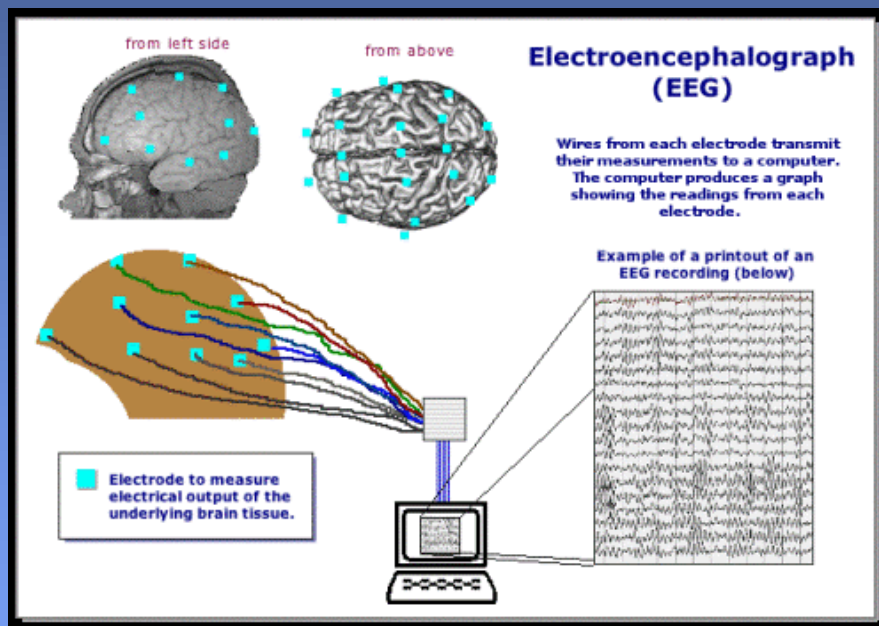 from left side
from above
Electroencephalograph
(EEG)
Wires from each electrode transmit
their measurements to a computer.
The computer produces a graph
showing the readings from each
electrode.
Example of a printout of an
EEG recording (below)
Electrode to measure
electrical output of the
underlying brain tissue.